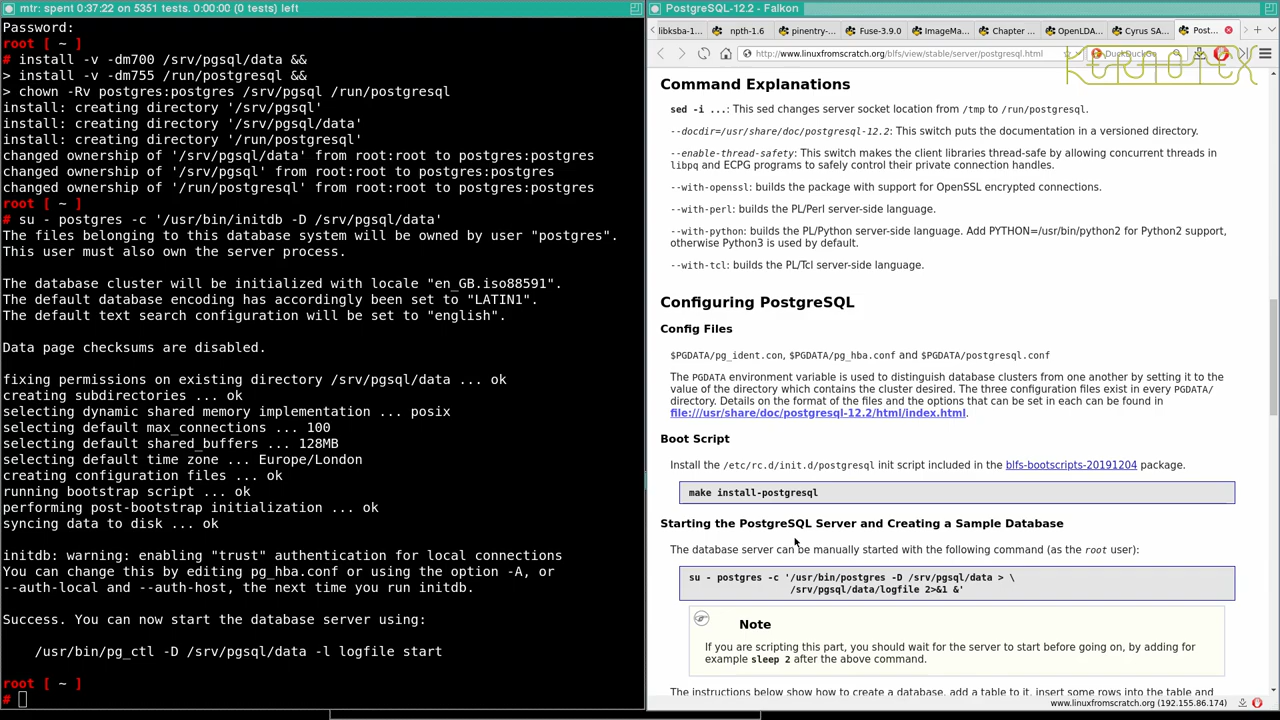 mtr: spent 0:37:22 up on 5351 tests. 0:00:00 (0 tests) left
Password:
root [ ~ ]
# install -v -dm700 /srv/pgsql/data &&
> install -v -dm755 /run/postgresql &&
> chown -Rv postgres:postgres /srv/pgsql /run/postgresql
install: creating directory '/srv/pgsql'
install: creating directory '/srv/pgsql/data'
install: creating directory '/run/postgresql'
changed ownership of '/srv/pgsql/data' from root:root to postgres:postgres
changed ownership of '/srv/pgsql' from root:root to postgres:postgres
changed ownership of '/run/postgresql' from root:root to postgres:postgres
root [ ~ ]
# su - postgres -c '/usr/bin/initdb -D /srv/pgsql/data'
The files belonging to this database system will be owned by user "postgres".
This user must also own the server process.
The database cluster will be initialized with locale "en_GB.iso88591".
The default database encoding has accordingly been set to "LATIN1".
The default text search configuration will be set to "english".
Data page checksums are disabled.
fixing permissions on existing directory /srv/pgsql/data ... ok
creating subdirectories ... ok
selecting dynamic shared memory implementation ... posix
selecting default max_connections ... 100
selecting default shared_buffers ... 128MB
selecting default time zone ... Europe/London
creating configuration files ... ok
running bootstrap script ... ok
performing post-bootstrap initialization ... ok
syncing data to disk ... ok
initdb: warning: enabling "trust" authentication for local connections
You can change this by editing pg_hba.conf or using the option -A, or
--auth-local and --auth-host, the next time you run initdb.
Success. You can now start the database server using:
/usr/bin/pg_ctl -D /srv/pgsql/data -l logfile start
root [ ~ ]
#
PostgreSQL-12.2 - Falkon
libksba-1... npth-1.6 pinentry-... Fuse-3.9.0 ImageMa... Chapter ... OpenLDA... Cyrus SA... Post...
http://www.linuxfromscratch.org/blfs/view/stable/server/postgresql.html DuckDuckGo
KERNOTEX
Command Explanations
sed -i ...: This sed changes server socket location from /tmp to /run/postgresql.
--docdir=/usr/share/doc/postgresql-12.2: This switch puts the documentation in a versioned directory.
--enable-thread-safety: This switch makes the client libraries thread-safe by allowing concurrent threads in
libpq and ECPG programs to safely control their private connection handles.
--with-openssl: builds the package with support for OpenSSL encrypted connections.
--with-perl: builds the PL/Perl server-side language.
--with-python: builds the PL/Python server-side language. Add PYTHON=/usr/bin/python2 for Python2 support,
otherwise Python3 is used by default.
--with-tcl: builds the PL/Tcl server-side language.
Configuring PostgreSQL
Config Files
$PGDATA/pg_ident.con, $PGDATA/pg_hba.conf and $PGDATA/postgresql.conf
The PGDATA environment variable is used to distinguish database clusters from one another by setting it to the
value of the directory which contains the cluster desired. The three configuration files exist in every PGDATA/
directory. Details on the format of the files and the options that can be set in each can be found in
file:///usr/share/doc/postgresql-12.2/html/index.html.
Boot Script
Install the /etc/rc.d/init.d/postgresql init script included in the blfs-bootscripts-20191204 package.
make install-postgresql
Starting the PostgreSQL Server and Creating a Sample Database
The database server can be manually started with the following command (as the root user):
su - postgres -c '/usr/bin/postgres -D /srv/pgsql/data > \
/srv/pgsql/data/logfile 2>&1 &'
Note
If you are scripting this part, you should wait for the server to start before going on, by adding for
example sleep 2 after the above command.
The instructions below show how to create a database, add a table to it, insert some rows into the table and
www.linuxfromscratch.org (192.155.86.174)